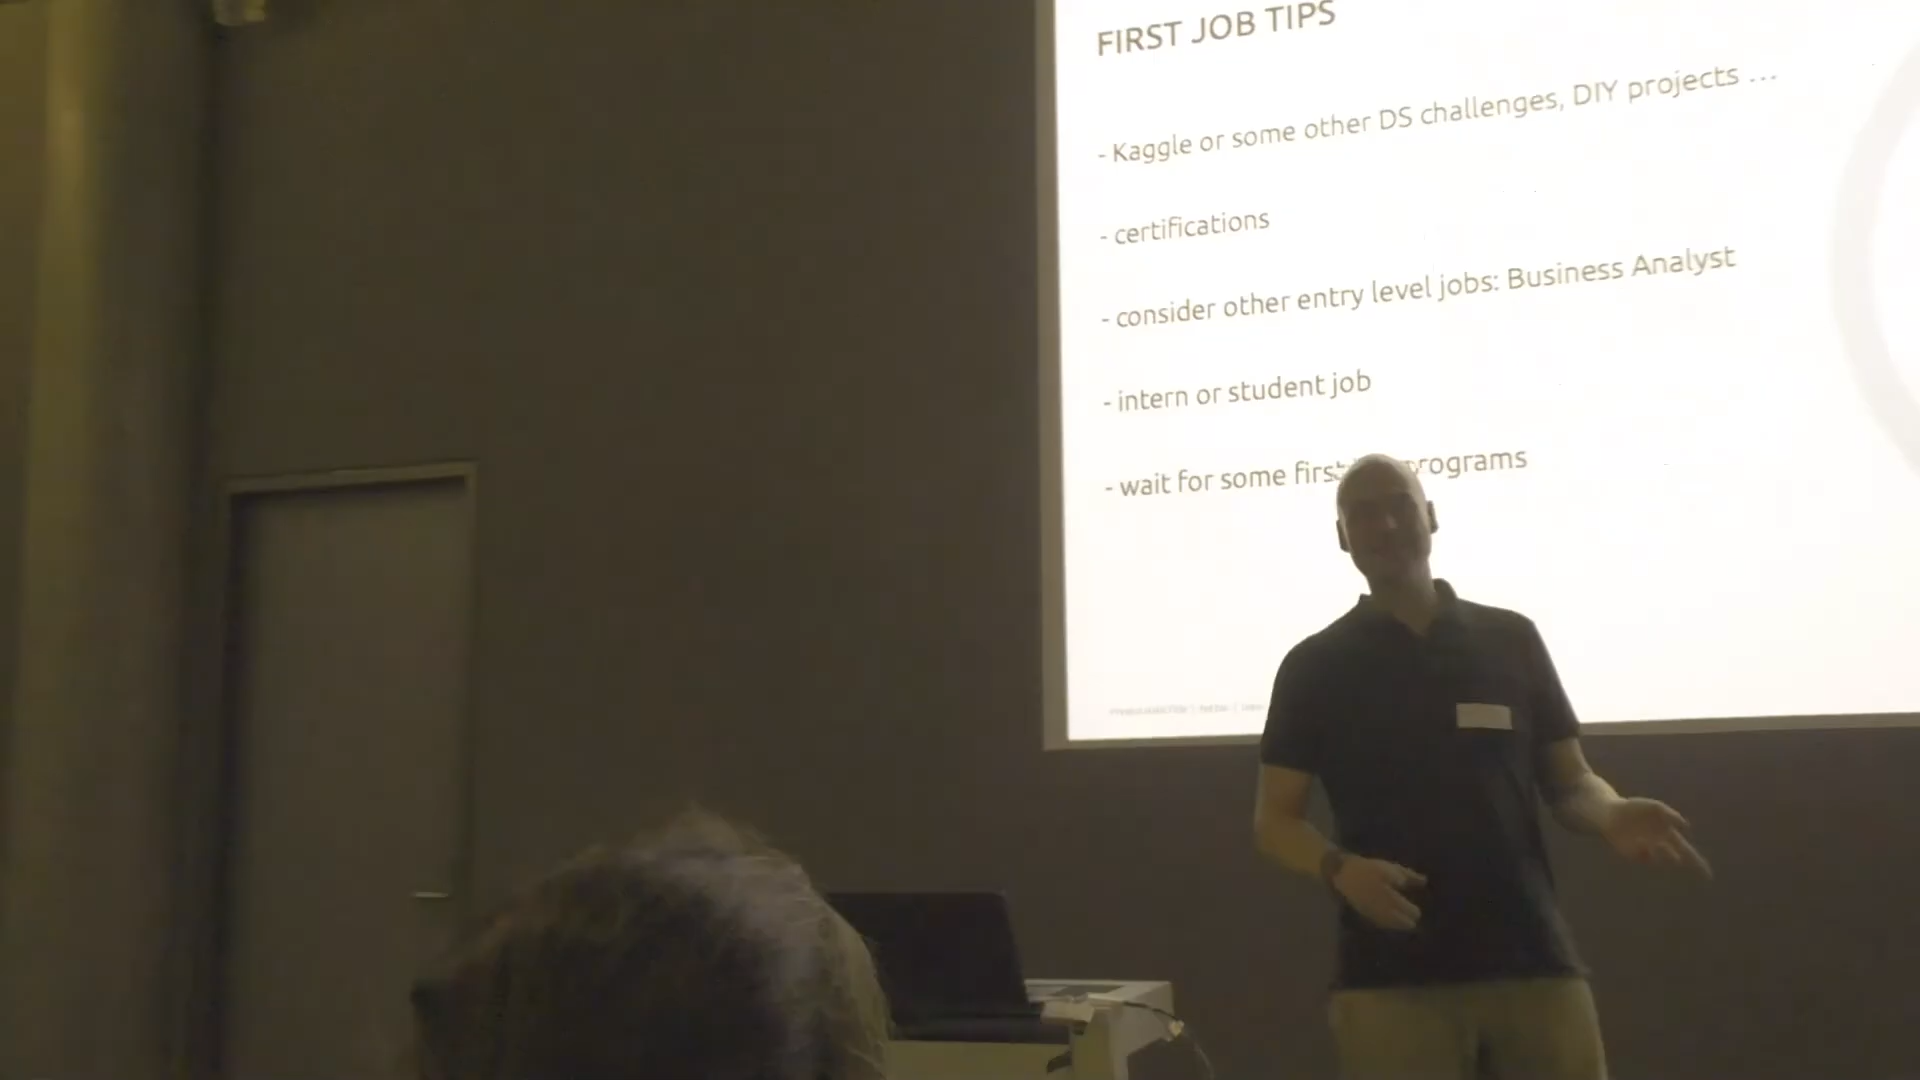 FIRST JOB TIPS
- Kaggle or some other DS challenges, DIY projects ...
- certifications
- consider other entry level jobs: Business Analyst
- intern or student job
- wait for some first programs